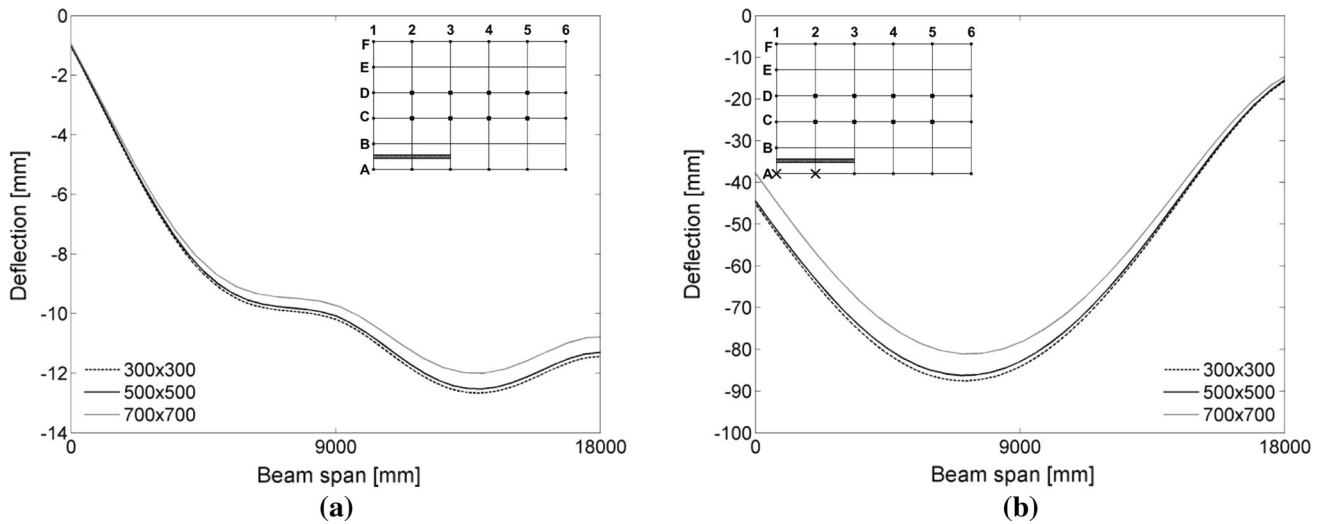 0
-2
-4
-6
-8
-10
-12
-14
Deflection [mm]
1 2 3 4 5 6
F
E
D
C
B
A
300x300
500x500
700x700
0 9000 18000
Beam span [mm]
(a)
0
-10
-20
-30
-40
-50
-60
-70
-80
-90
-100
Deflection [mm]
1 2 3 4 5 6
F
E
D
C
B
A
300x300
500x500
700x700
0 9000 18000
Beam span [mm]
(b)